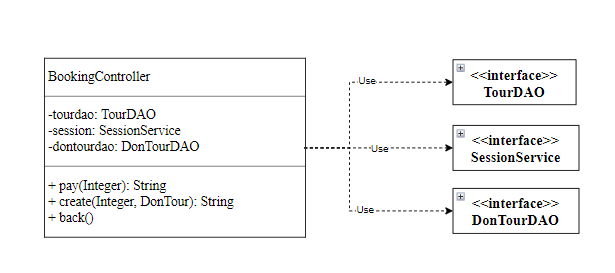 BookingController
-tourdao: TourDAO
-session: SessionService
-dontourdao: DonTourDAO
+ pay(Integer): String
+ create(Integer, DonTour): String
+ back()
Use
<<interface>>
TourDAO
Use
<<interface>>
SessionService
Use
<<interface>>
DonTourDAO